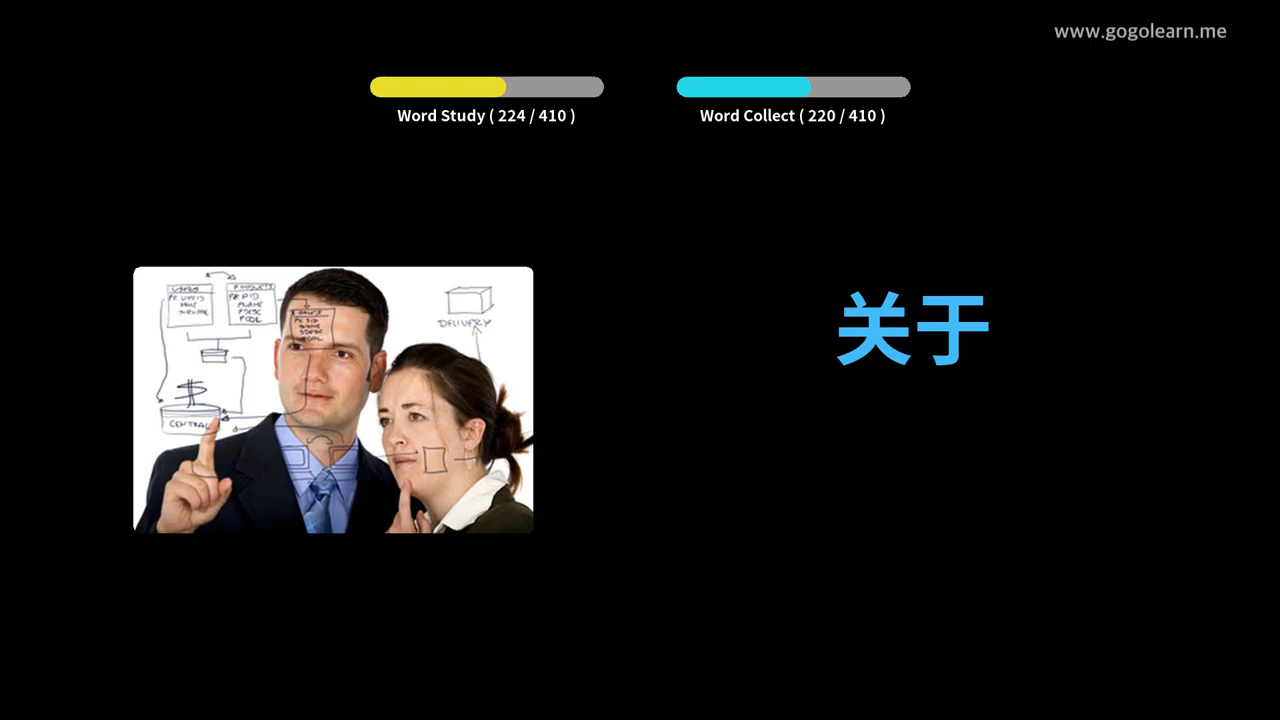 www.gogolearn.me
Word Study ( 224 / 410 )
Word Collect ( 220 / 410 )
关于
DELIVERY
CENTRAL